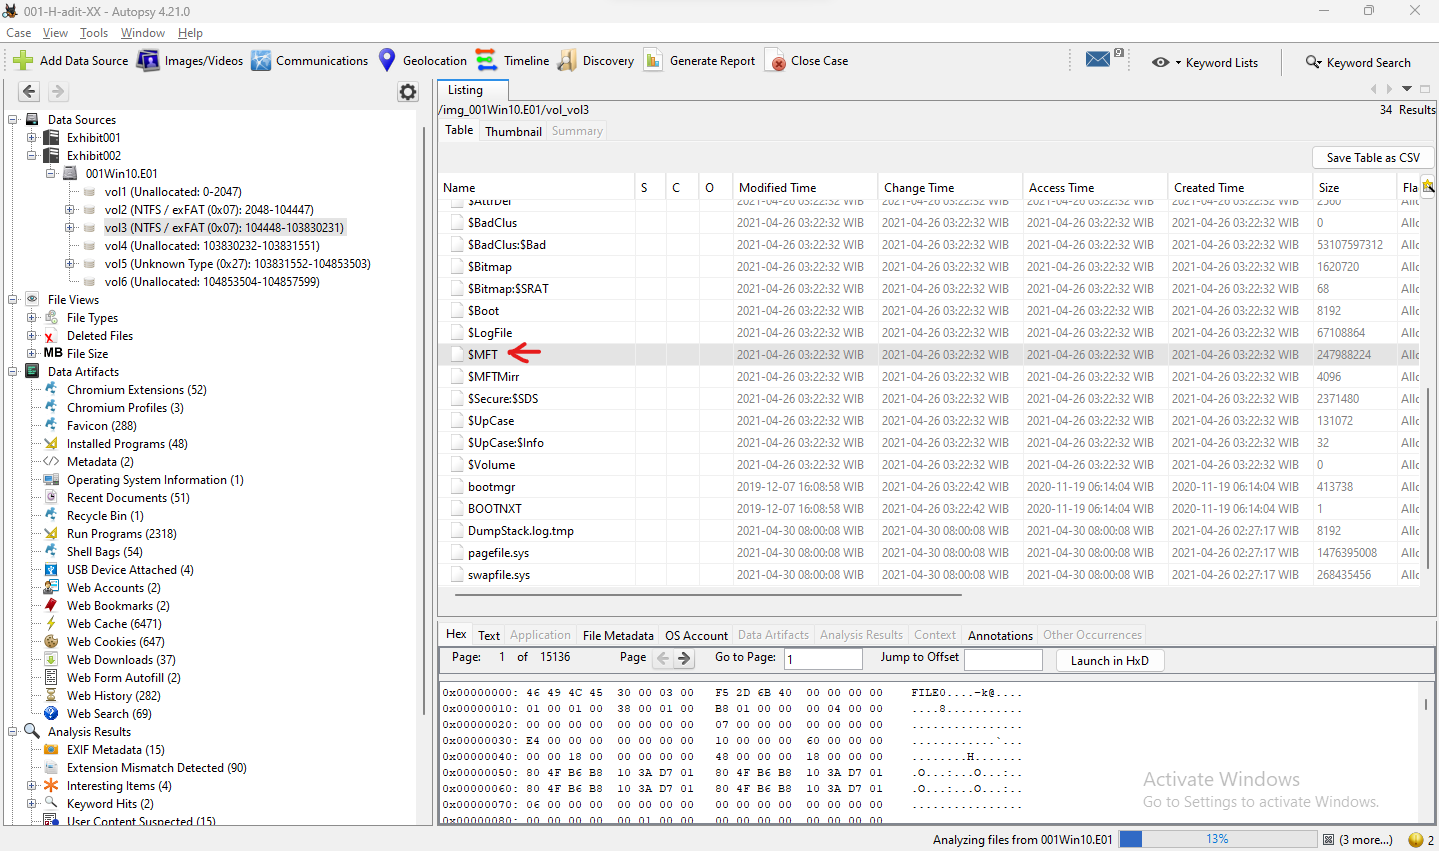 001-H-adit-XX - Autopsy 4.21.0
Case View Tools Window Help
Add Data Source Images/Videos Communications Geolocation Timeline Discovery Generate Report Close Case 9 Keyword Lists Keyword Search
Data Sources
Exhibit001
Exhibit002
001Win10.E01
vol1 (Unallocated: 0-2047)
vol2 (NTFS / exFAT (0x07): 2048-104447)
vol3 (NTFS / exFAT (0x07): 104448-103830231)
vol4 (Unallocated: 103830232-103831551)
vol5 (Unknown Type (0x27): 103831552-104853503)
vol6 (Unallocated: 104853504-104857599)
File Views
File Types
Deleted Files
MB File Size
Data Artifacts
Chromium Extensions (52)
Chromium Profiles (3)
Favicon (288)
Installed Programs (48)
Metadata (2)
Operating System Information (1)
Recent Documents (51)
Recycle Bin (1)
Run Programs (2318)
Shell Bags (54)
USB Device Attached (4)
Web Accounts (2)
Web Bookmarks (2)
Web Cache (6471)
Web Cookies (647)
Web Downloads (37)
Web Form Autofill (2)
Web History (282)
Web Search (69)
Analysis Results
EXIF Metadata (15)
Extension Mismatch Detected (90)
Interesting Items (4)
Keyword Hits (2)
User Content Suspected (15)
Listing
/img_001Win10.E01/vol_vol3 34 Results
Table Thumbnail Summary
Save Table as CSV
Name S C O Modified Time Change Time Access Time Created Time Size Fla
$AttrDef 2021-04-26 03:22:32 WIB 2021-04-26 03:22:32 WIB 2021-04-26 03:22:32 WIB 2021-04-26 03:22:32 WIB 2560 Allc
$BadClus 2021-04-26 03:22:32 WIB 2021-04-26 03:22:32 WIB 2021-04-26 03:22:32 WIB 2021-04-26 03:22:32 WIB 0 Allc
$BadClus:$Bad 2021-04-26 03:22:32 WIB 2021-04-26 03:22:32 WIB 2021-04-26 03:22:32 WIB 2021-04-26 03:22:32 WIB 53107597312 Allc
$Bitmap 2021-04-26 03:22:32 WIB 2021-04-26 03:22:32 WIB 2021-04-26 03:22:32 WIB 2021-04-26 03:22:32 WIB 1620720 Allc
$Bitmap:$SRAT 2021-04-26 03:22:32 WIB 2021-04-26 03:22:32 WIB 2021-04-26 03:22:32 WIB 2021-04-26 03:22:32 WIB 68 Allc
$Boot 2021-04-26 03:22:32 WIB 2021-04-26 03:22:32 WIB 2021-04-26 03:22:32 WIB 2021-04-26 03:22:32 WIB 8192 Allc
$LogFile 2021-04-26 03:22:32 WIB 2021-04-26 03:22:32 WIB 2021-04-26 03:22:32 WIB 2021-04-26 03:22:32 WIB 67108864 Allc
$MFT 2021-04-26 03:22:32 WIB 2021-04-26 03:22:32 WIB 2021-04-26 03:22:32 WIB 2021-04-26 03:22:32 WIB 247988224 Allc
$MFTMirr 2021-04-26 03:22:32 WIB 2021-04-26 03:22:32 WIB 2021-04-26 03:22:32 WIB 2021-04-26 03:22:32 WIB 4096 Allc
$Secure:$SDS 2021-04-26 03:22:32 WIB 2021-04-26 03:22:32 WIB 2021-04-26 03:22:32 WIB 2021-04-26 03:22:32 WIB 2371480 Allc
$UpCase 2021-04-26 03:22:32 WIB 2021-04-26 03:22:32 WIB 2021-04-26 03:22:32 WIB 2021-04-26 03:22:32 WIB 131072 Allc
$UpCase:$Info 2021-04-26 03:22:32 WIB 2021-04-26 03:22:32 WIB 2021-04-26 03:22:32 WIB 2021-04-26 03:22:32 WIB 32 Allc
$Volume 2021-04-26 03:22:32 WIB 2021-04-26 03:22:32 WIB 2021-04-26 03:22:32 WIB 2021-04-26 03:22:32 WIB 0 Allc
bootmgr 2019-12-07 16:08:58 WIB 2021-04-26 03:22:42 WIB 2020-11-19 06:14:04 WIB 2020-11-19 06:14:04 WIB 413738 Allc
BOOTNXT 2019-12-07 16:08:58 WIB 2021-04-26 03:22:42 WIB 2020-11-19 06:14:04 WIB 2020-11-19 06:14:04 WIB 1 Allc
DumpStack.log.tmp 2021-04-30 08:00:08 WIB 2021-04-30 08:00:08 WIB 2021-04-30 08:00:08 WIB 2021-04-26 02:27:17 WIB 8192 Allc
pagefile.sys 2021-04-30 08:00:08 WIB 2021-04-30 08:00:08 WIB 2021-04-30 08:00:08 WIB 2021-04-26 02:27:17 WIB 1476395008 Allc
swapfile.sys 2021-04-30 08:00:08 WIB 2021-04-30 08:00:08 WIB 2021-04-30 08:00:08 WIB 2021-04-26 02:27:17 WIB 268435456 Allc
Hex Text Application File Metadata OS Account Data Artifacts Analysis Results Context Annotations Other Occurrences
Page: 1 of 15136 Page Go to Page: 1 Jump to Offset Launch in HxD
0x00000000: 46 49 4C 45 30 00 03 00 F5 2D 6B 40 00 00 00 00 FILE0....-k@....
0x00000010: 01 00 01 00 38 00 01 00 B8 01 00 00 00 04 00 00 ....8...........
0x00000020: 00 00 00 00 00 00 00 00 07 00 00 00 00 00 00 00 ................
0x00000030: E4 00 00 00 00 00 00 00 10 00 00 00 60 00 00 00 ............`...
0x00000040: 00 00 18 00 00 00 00 00 48 00 00 00 18 00 00 00 ........H.......
0x00000050: 80 4F B6 B8 10 3A D7 01 80 4F B6 B8 10 3A D7 01 .O...:...O...:..
0x00000060: 80 4F B6 B8 10 3A D7 01 80 4F B6 B8 10 3A D7 01 .O...:...O...:..
0x00000070: 06 00 00 00 00 00 00 00 00 00 00 00 00 00 00 00 ................
0x00000080: 00 00 00 00 00 01 00 00 00 00 00 00 00 00 00 00
Activate Windows
Go to Settings to activate Windows.
Analyzing files from 001Win10.E01 13% (3 more...) 2